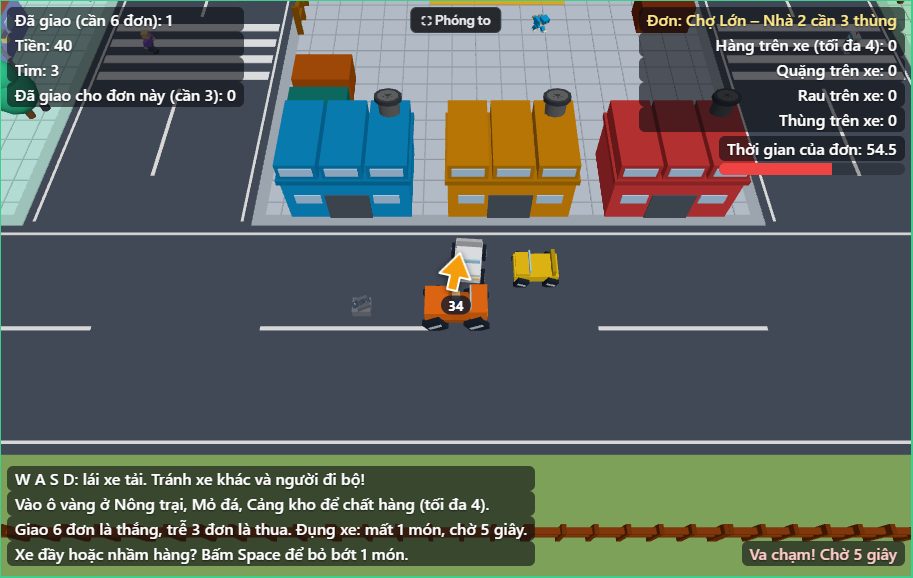 Đã giao (cần 6 đơn): 1
Tiền: 40
Tim: 3
Đã giao cho đơn này (cần 3): 0
Phóng to
Đơn: Chợ Lớn – Nhà 2 cần 3 thùng
Hàng trên xe (tối đa 4): 0
Quặng trên xe: 0
Rau trên xe: 0
Thùng trên xe: 0
Thời gian của đơn: 54.5
34
W A S D: lái xe tải. Tránh xe khác và người đi bộ!
Vào ô vàng ở Nông trại, Mỏ đá, Cảng kho để chất hàng (tối đa 4).
Giao 6 đơn là thắng, trễ 3 đơn là thua. Đụng xe: mất 1 món, chờ 5 giây.
Xe đầy hoặc nhầm hàng? Bấm Space để bỏ bớt 1 món.
Va chạm! Chờ 5 giây